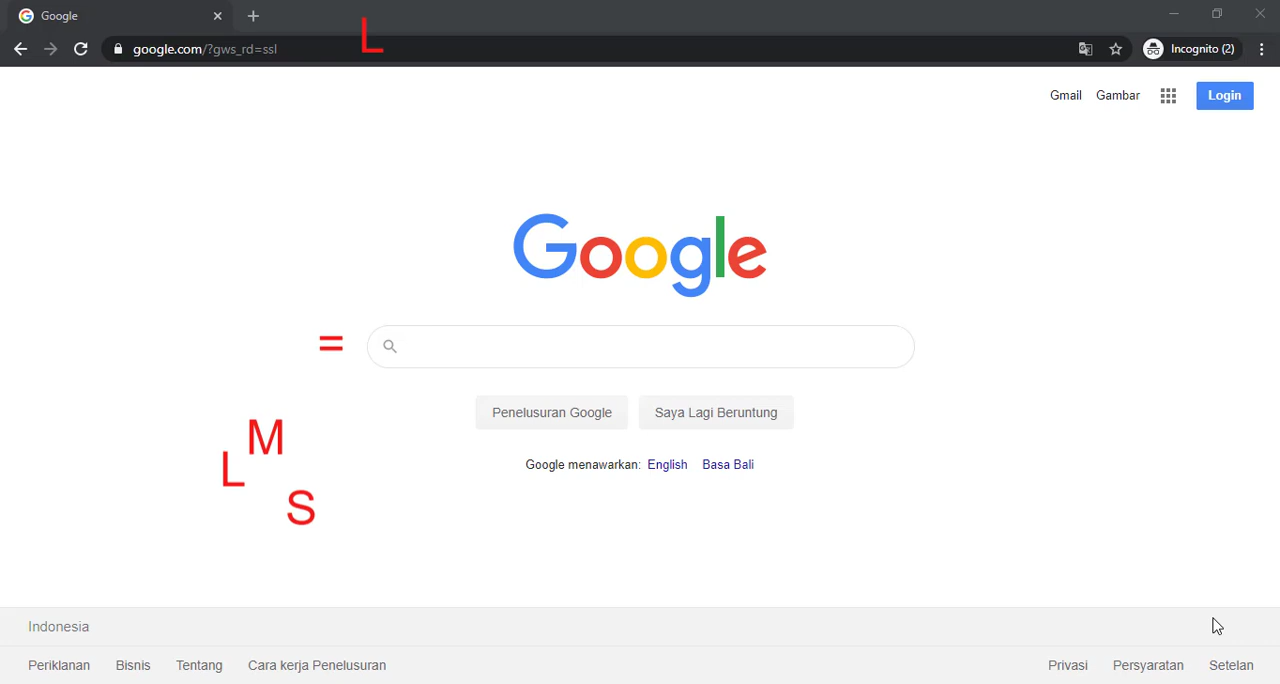 Google
L
google.com/?gws_rd=ssl
Incognito (2)
Gmail Gambar Login
Google
=
Penelusuran Google Saya Lagi Beruntung
M
L
S
Google menawarkan: English Basa Bali
Indonesia
Periklanan Bisnis Tentang Cara kerja Penelusuran Privasi Persyaratan Setelan